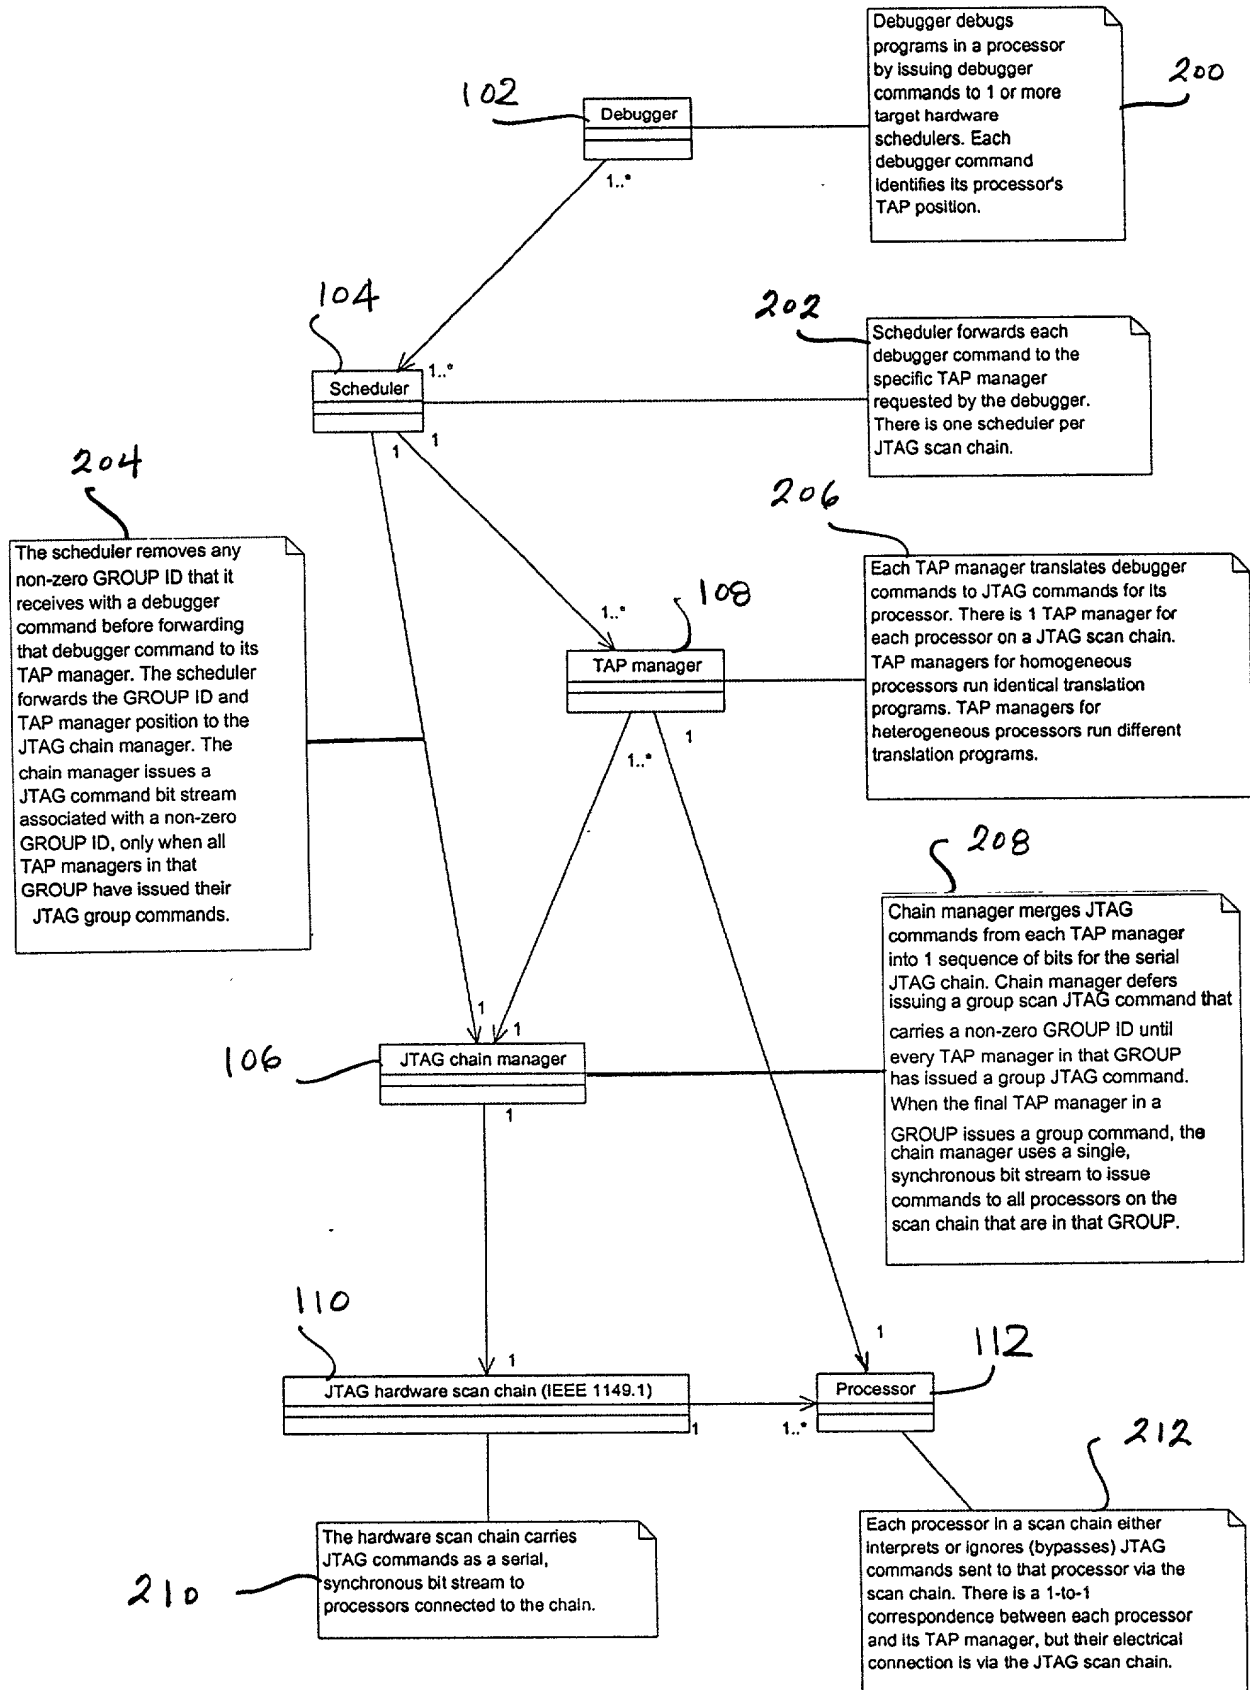 Debugger debugs
programs in a processor
by issuing debugger
commands to 1 or more
target hardware
schedulers. Each
debugger command
identifies its processor's
TAP position.
200
102
Debugger
1..*
104
202
Scheduler forwards each
debugger command to the
specific TAP manager
requested by the debugger.
There is one scheduler per
JTAG scan chain.
1..*
Scheduler
1
1
204
The scheduler removes any
non-zero GROUP ID that it
receives with a debugger
command before forwarding
that debugger command to its
TAP manager. The scheduler
forwards the GROUP ID and
TAP manager position to the
JTAG chain manager. The
chain manager issues a
JTAG command bit stream
associated with a non-zero
GROUP ID, only when all
TAP managers in that
GROUP have issued their
JTAG group commands.
206
Each TAP manager translates debugger
commands to JTAG commands for its
processor. There is 1 TAP manager for
each processor on a JTAG scan chain.
TAP managers for homogeneous
processors run identical translation
programs. TAP managers for
heterogeneous processors run different
translation programs.
1..*
108
TAP manager
1
1..*
208
Chain manager merges JTAG
commands from each TAP manager
into 1 sequence of bits for the serial
JTAG chain. Chain manager defers
issuing a group scan JTAG command that
carries a non-zero GROUP ID until
every TAP manager in that GROUP
has issued a group JTAG command.
When the final TAP manager in a
GROUP issues a group command, the
chain manager uses a single,
synchronous bit stream to issue
commands to all processors on the
scan chain that are in that GROUP.
1
1
106
JTAG chain manager
1
110
1
JTAG hardware scan chain (IEEE 1149.1)
1
1
112
Processor
1..*
210
The hardware scan chain carries
JTAG commands as a serial,
synchronous bit stream to
processors connected to the chain.
212
Each processor in a scan chain either
interprets or ignores (bypasses) JTAG
commands sent to that processor via the
scan chain. There is a 1-to-1
correspondence between each processor
and its TAP manager, but their electrical
connection is via the JTAG scan chain.